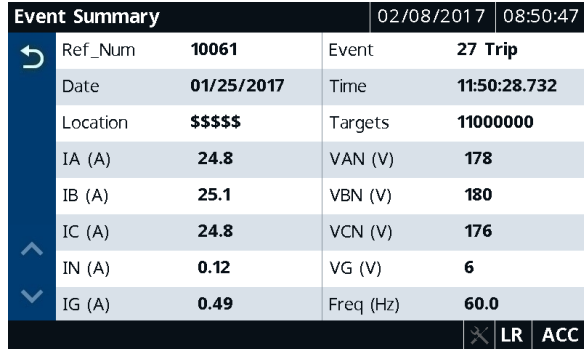 Event Summary 02/08/2017 08:50:47
Ref_Num 10061 Event 27 Trip
Date 01/25/2017 Time 11:50:28.732
Location $$$$$ Targets 11000000
IA (A) 24.8 VAN (V) 178
IB (A) 25.1 VBN (V) 180
IC (A) 24.8 VCN (V) 176
IN (A) 0.12 VG (V) 6
IG (A) 0.49 Freq (Hz) 60.0
LR ACC